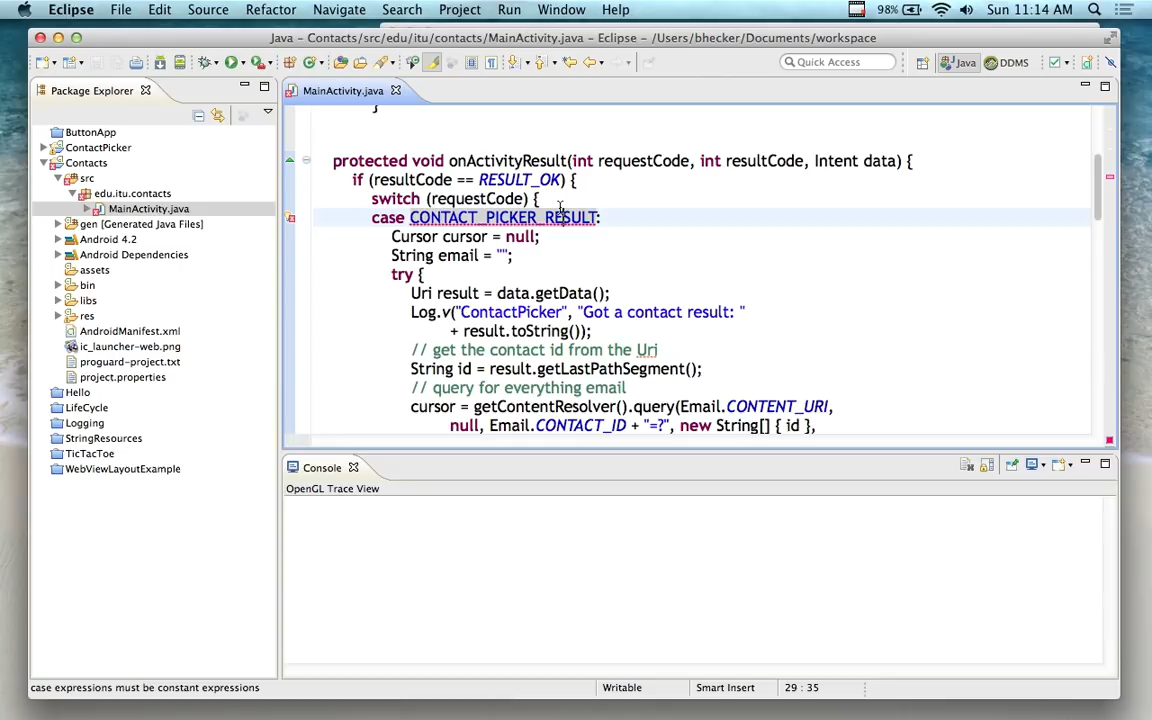 Eclipse File Edit Source Refactor Navigate Search Project Run Window Help 98% Sun 11:14 AM
Java - Contacts/src/edu/itu/contacts/MainActivity.java - Eclipse - /Users/bhecker/Documents/workspace
Quick Access Java DDMS
Package Explorer
ButtonApp
ContactPicker
Contacts
src
edu.itu.contacts
MainActivity.java
gen [Generated Java Files]
Android 4.2
Android Dependencies
assets
bin
libs
res
AndroidManifest.xml
ic_launcher-web.png
proguard-project.txt
project.properties
Hello
LifeCycle
Logging
StringResources
TicTacToe
WebViewLayoutExample
MainActivity.java
}
protected void onActivityResult(int requestCode, int resultCode, Intent data) {
if (resultCode == RESULT_OK) {
switch (requestCode) {
case CONTACT_PICKER_RESULT:
Cursor cursor = null;
String email = "";
try {
Uri result = data.getData();
Log.v("ContactPicker", "Got a contact result: "
+ result.toString());
// get the contact id from the Uri
String id = result.getLastPathSegment();
// query for everything email
cursor = getContentResolver().query(Email.CONTENT_URI,
null, Email.CONTACT_ID + "=?", new String[] { id },
Console
OpenGL Trace View
case expressions must be constant expressions Writable Smart Insert 29 : 35